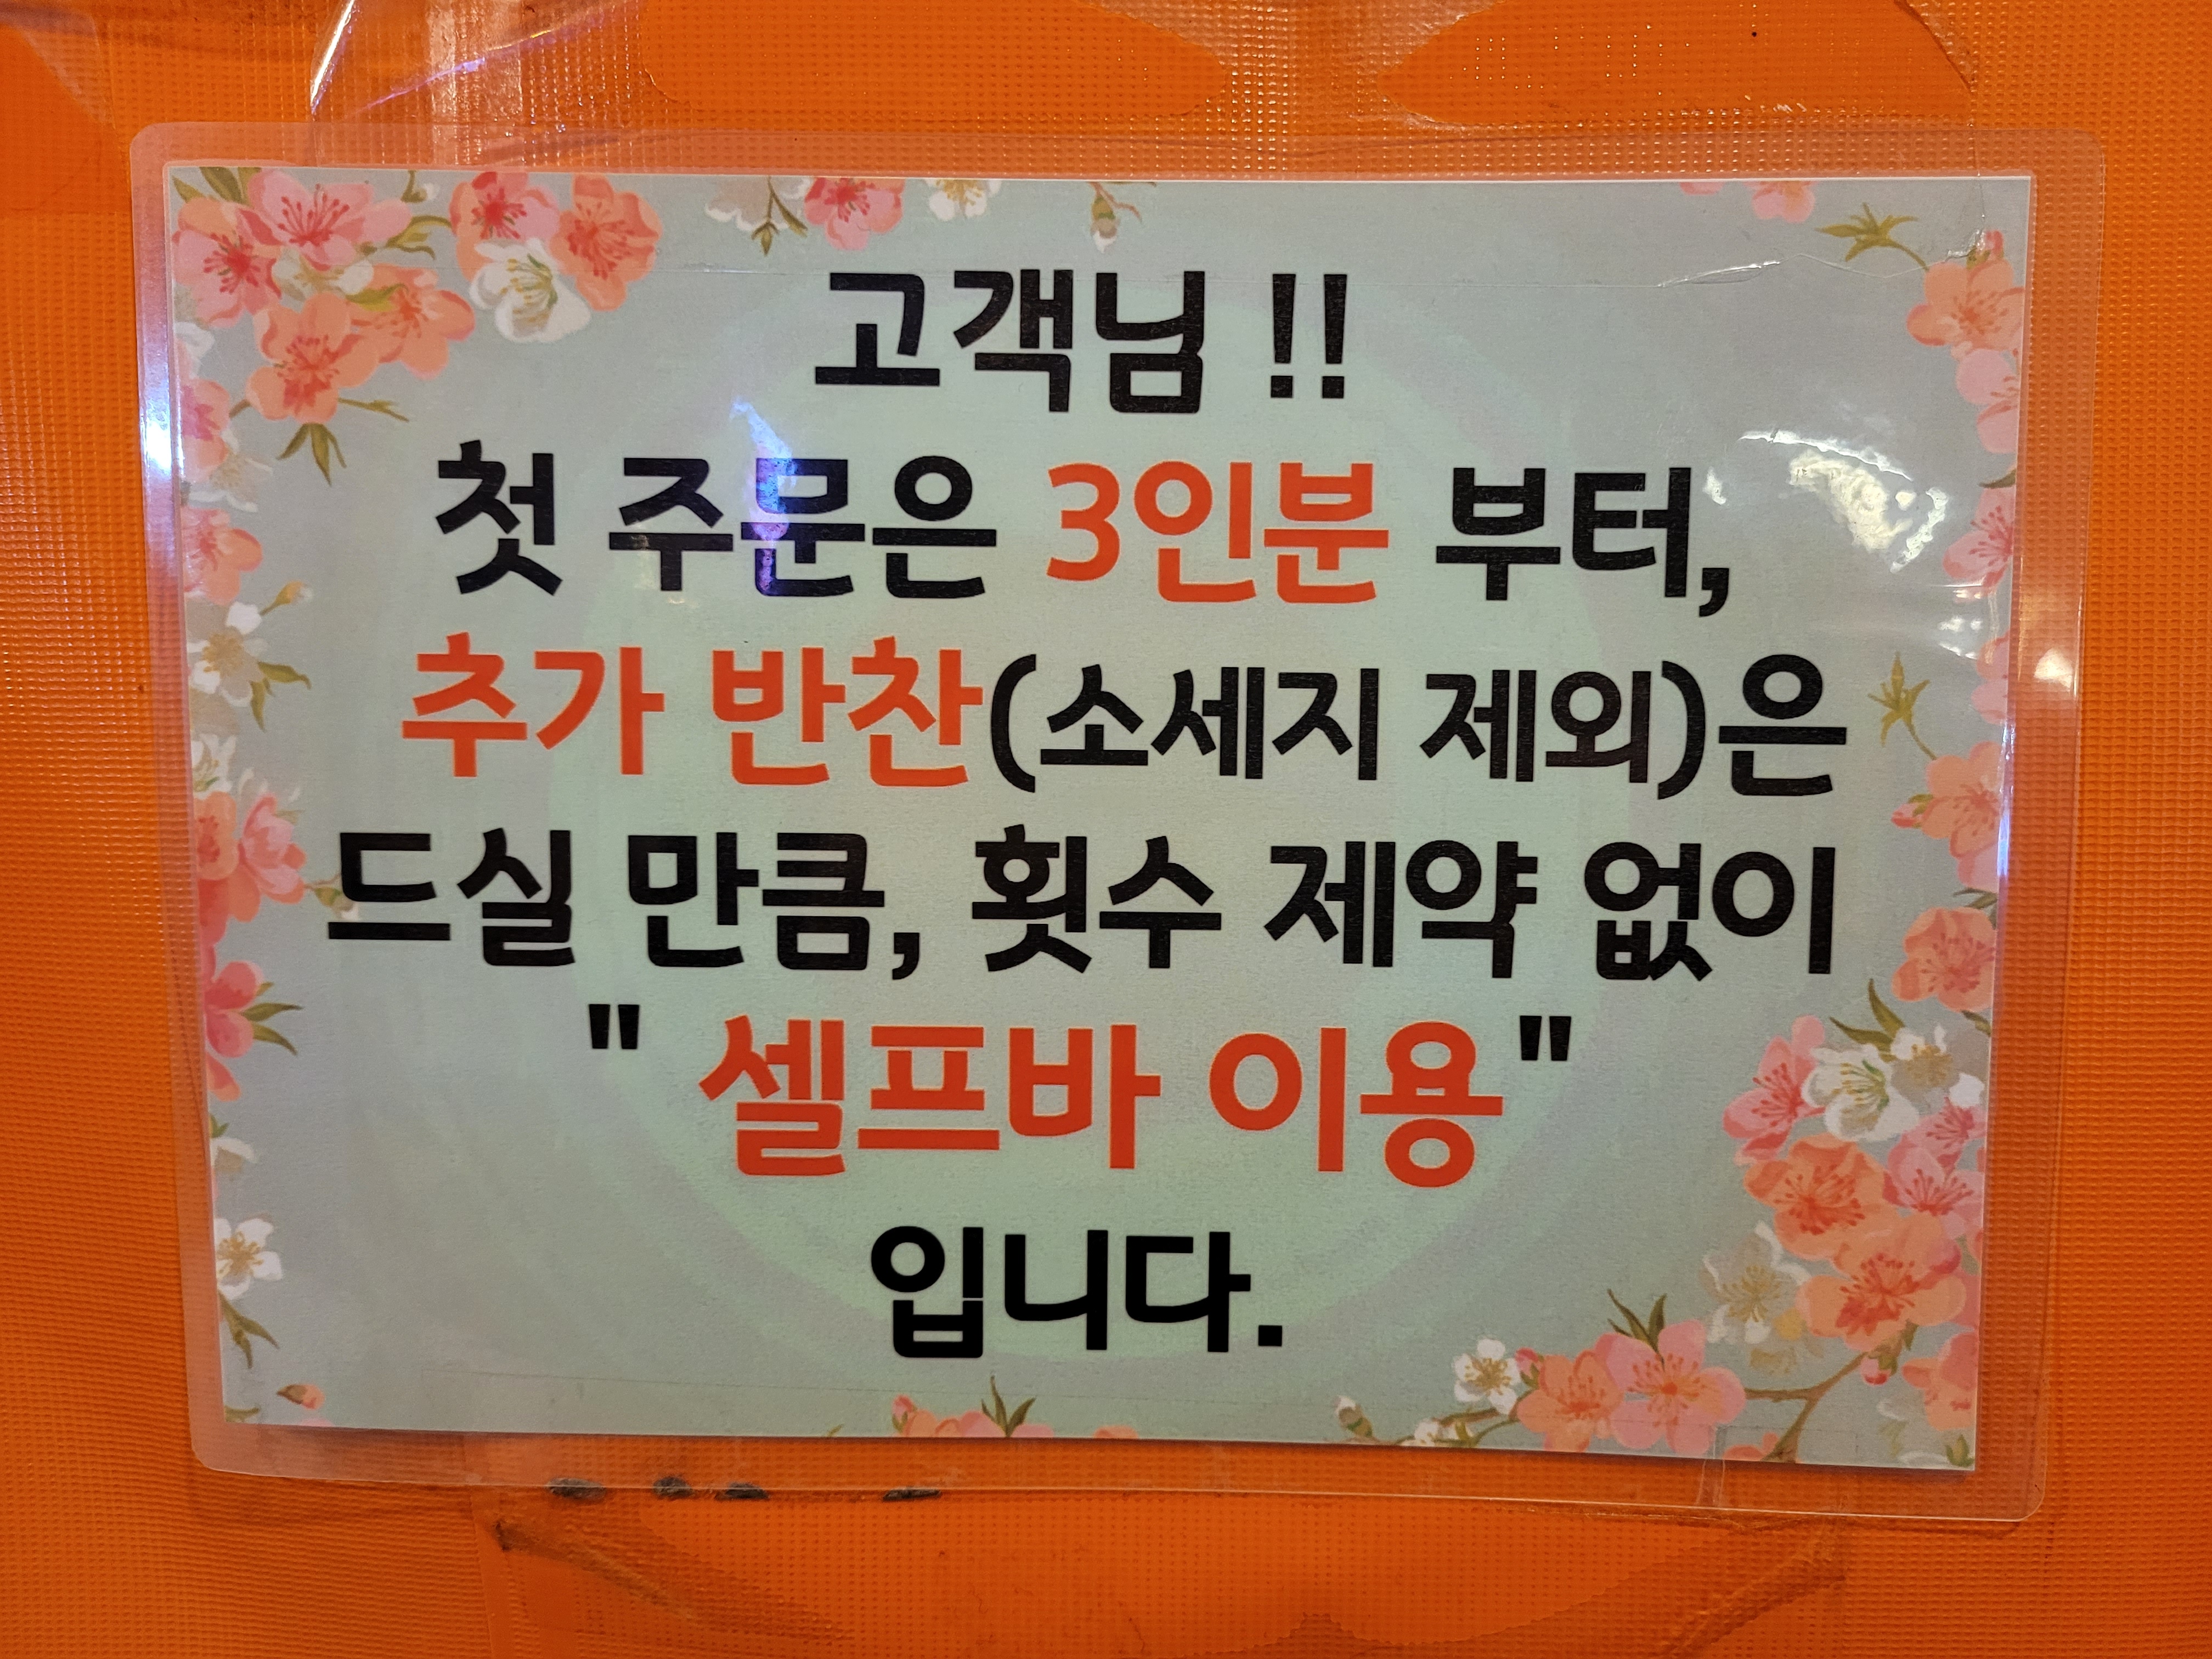 고객님 !!
첫 주문은 3인분 부터,
추가 반찬(소세지 제외)은
드실 만큼, 횟수 제약 없이
" 셀프바 이용"
입니다.